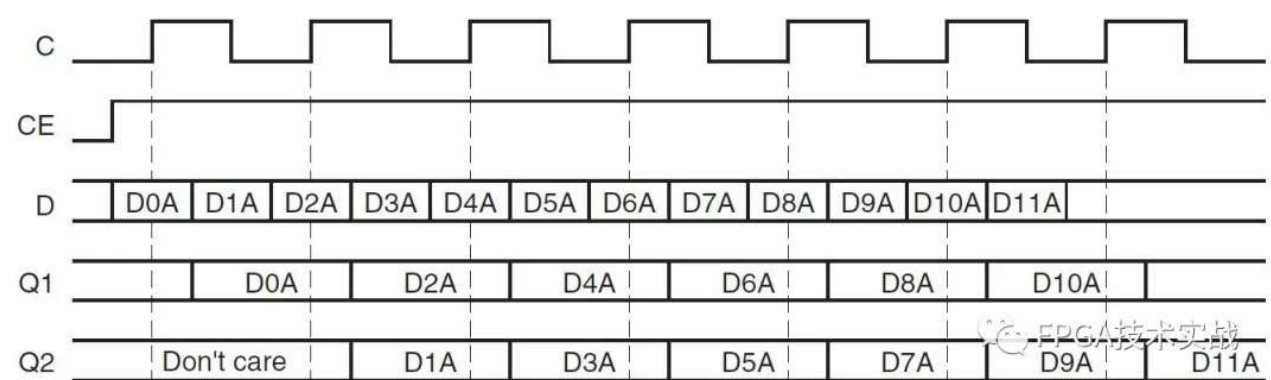 C
CE
D D0A D1A D2A D3A D4A D5A D6A D7A D8A D9A D10A D11A
Q1 D0A D2A D4A D6A D8A D10A
FPGA技术实战
Q2 Don't care D1A D3A D5A D7A D9A D11A